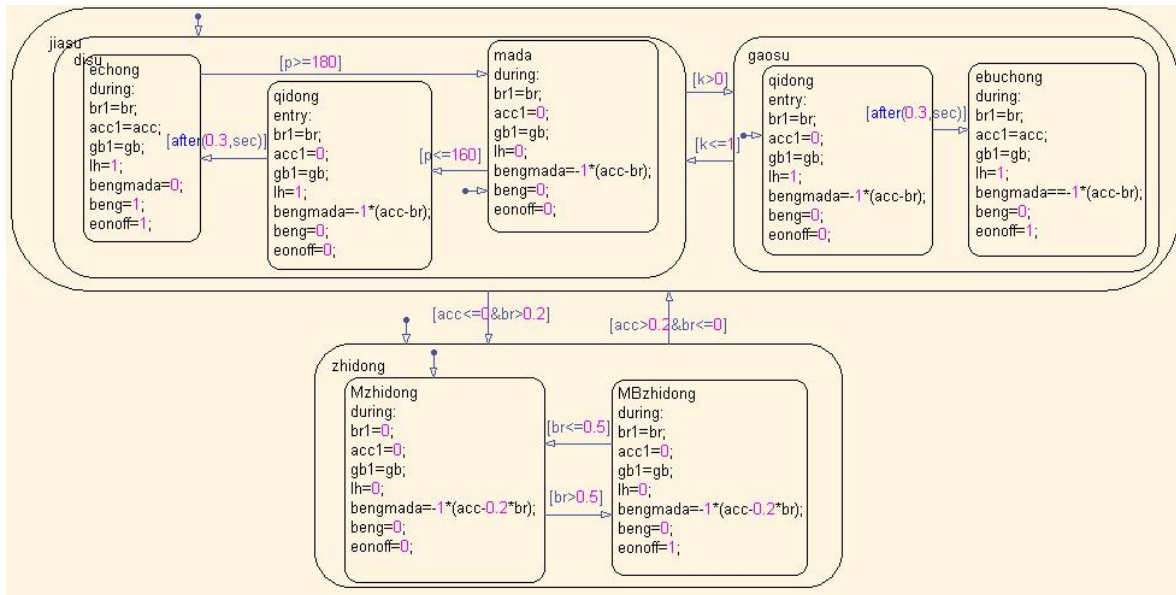 jiasu
disu
echong
during:
br1=br;
acc1=acc;
gb1=gb;
lh=1;
bengmada=0;
beng=1;
eonoff=1;
[p>=180]
[after(0.3,sec)]
qidong
entry:
br1=br;
acc1=0;
gb1=gb;
lh=1;
bengmada=-1*(acc-br);
beng=0;
eonoff=0;
[p<=160]
mada
during:
br1=br;
acc1=0;
gb1=gb;
lh=0;
bengmada=-1*(acc-br);
beng=0;
eonoff=0;
[k>0]
[k<=1]
gaosu
qidong
entry:
br1=br;
acc1=0;
gb1=gb;
lh=1;
bengmada=-1*(acc-br);
beng=0;
eonoff=0;
[after(0.3,sec)]
ebuchong
during:
br1=br;
acc1=acc;
gb1=gb;
lh=1;
bengmada==-1*(acc-br);
beng=0;
eonoff=1;
[acc<=0&br>0.2]
[acc>0.2&br<=0]
zhidong
Mzhidong
during:
br1=0;
acc1=0;
gb1=gb;
lh=0;
bengmada=-1*(acc-0.2*br);
beng=0;
eonoff=0;
[br<=0.5]
[br>0.5]
MBzhidong
during:
br1=br;
acc1=0;
gb1=gb;
lh=0;
bengmada=-1*(acc-0.2*br);
beng=0;
eonoff=1;